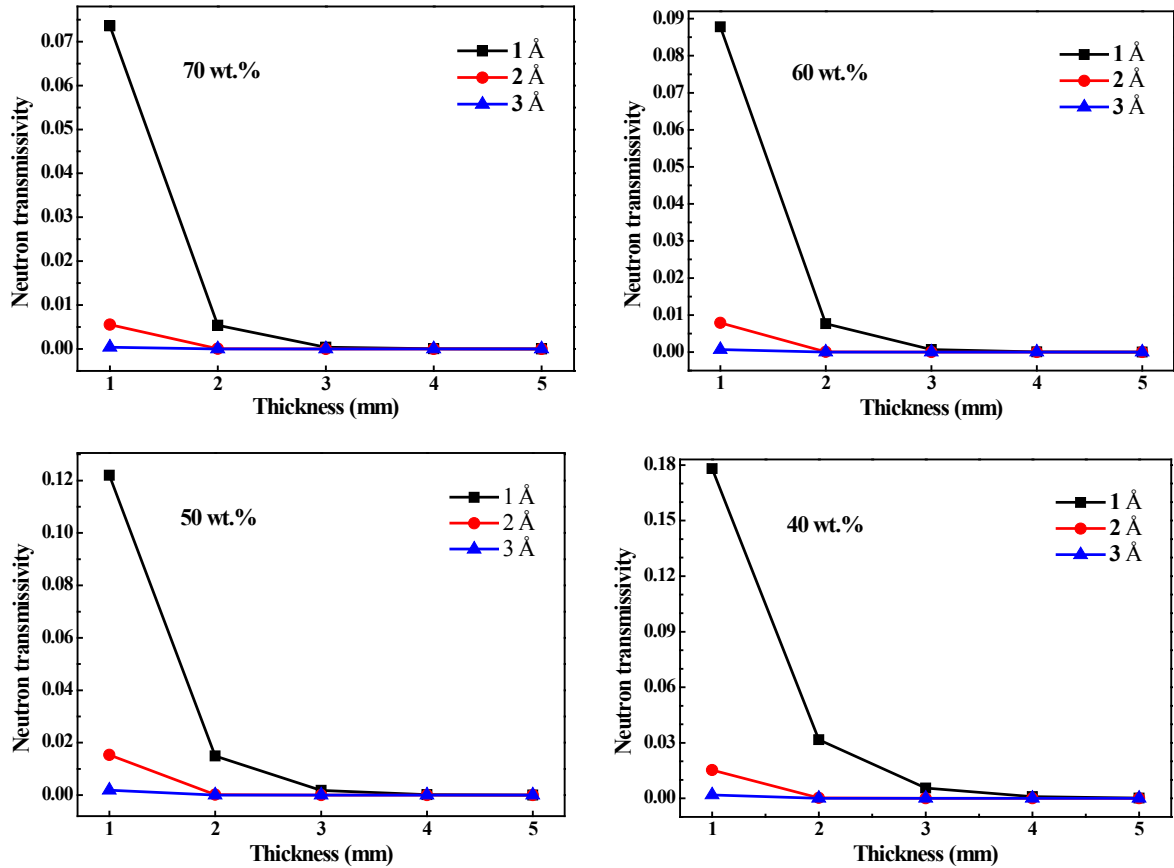 0.07
0.06
0.05
0.04
0.03
0.02
0.01
0.00
Neutron transmissivity
70 wt.%
1 Å
2 Å
3 Å
1 2 3 4 5
Thickness (mm)
0.09
0.08
0.07
0.06
0.05
0.04
0.03
0.02
0.01
0.00
Neutron transmissivity
60 wt.%
1 Å
2 Å
3 Å
1 2 3 4 5
Thickness (mm)
0.12
0.10
0.08
0.06
0.04
0.02
0.00
Neutron transmissivity
50 wt.%
1 Å
2 Å
3 Å
1 2 3 4 5
Thickness (mm)
0.18
0.15
0.12
0.09
0.06
0.03
0.00
Neutron transmissivity
40 wt.%
1 Å
2 Å
3 Å
1 2 3 4 5
Thickness (mm)